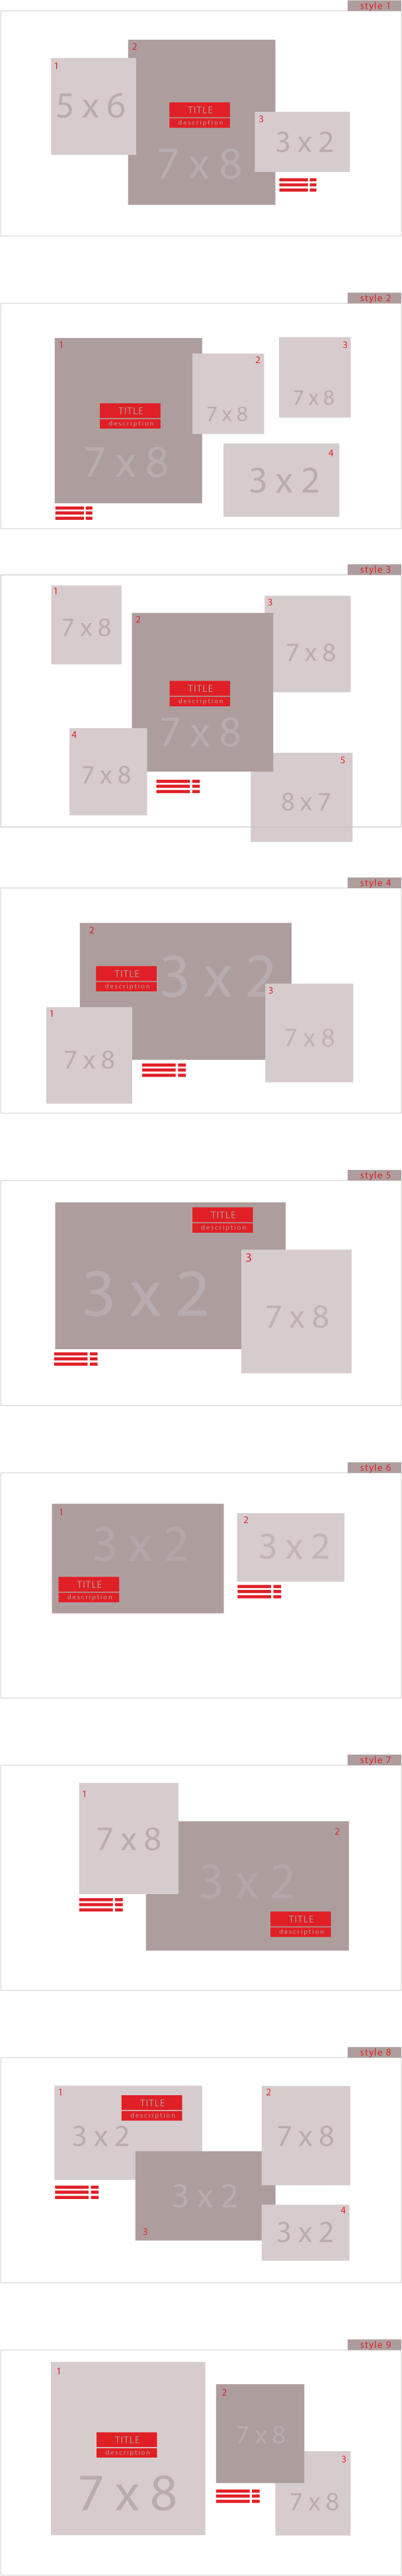 style 1
1
5 x 6
2
TITLE
description
7 x 8
3
3 x 2
style 2
1
TITLE
description
7 x 8
2
7 x 8
3
7 x 8
4
3 x 2
style 3
1
7 x 8
2
TITLE
description
7 x 8
3
7 x 8
4
7 x 8
5
8 x 7
style 4
2
TITLE
description
3 x 2
1
7 x 8
3
7 x 8
style 5
TITLE
description
3 x 2
3
7 x 8
style 6
1
3 x 2
TITLE
description
2
3 x 2
style 7
1
7 x 8
2
3 x 2
TITLE
description
style 8
1
TITLE
description
3 x 2
2
7 x 8
3 x 2
3
4
3 x 2
style 9
1
TITLE
description
7 x 8
2
7 x 8
3
7 x 8